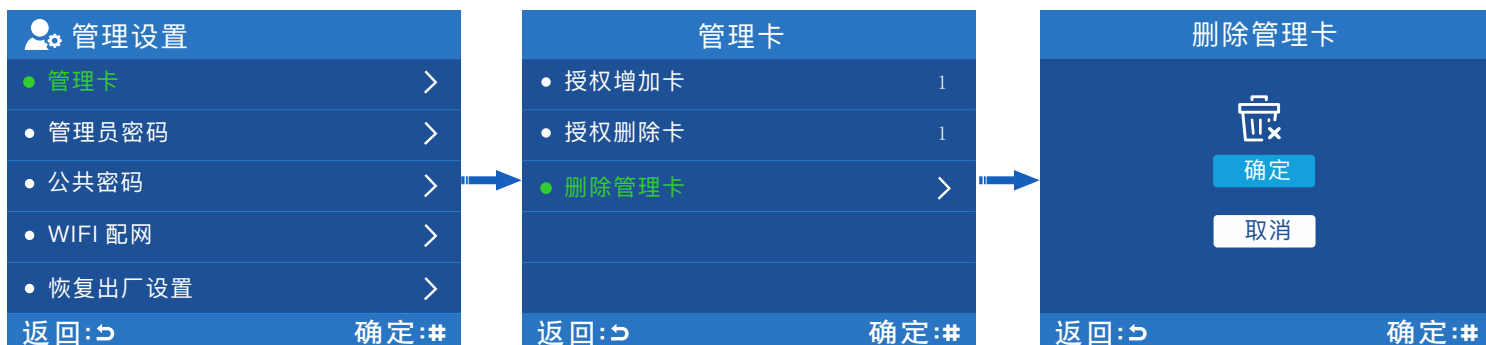 管理设置
管理卡
管理员密码
公共密码
WIFI 配网
恢复出厂设置
返回: 确定:#
管理卡
授权增加卡 1
授权删除卡 1
删除管理卡
返回: 确定:#
删除管理卡
确定
取消
返回: 确定:#